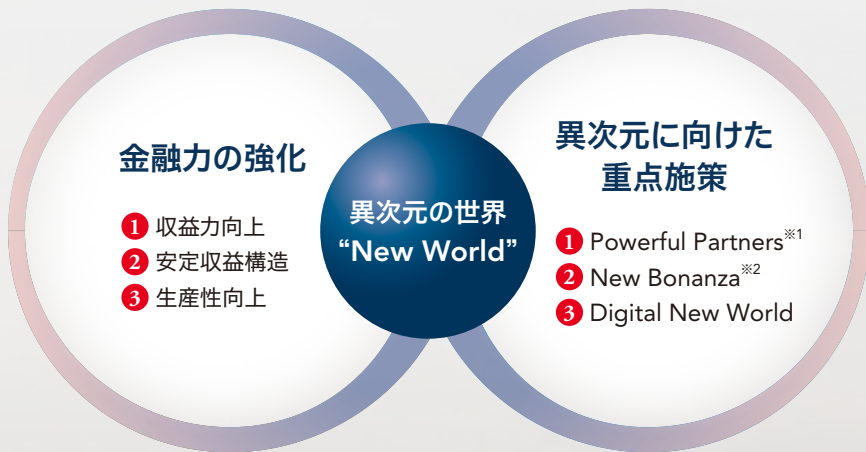 金融力の強化
1 収益力向上
2 安定収益構造
3 生産性向上
異次元の世界
“New World”
異次元に向けた
重点施策
1 Powerful Partners※1
2 New Bonanza※2
3 Digital New World